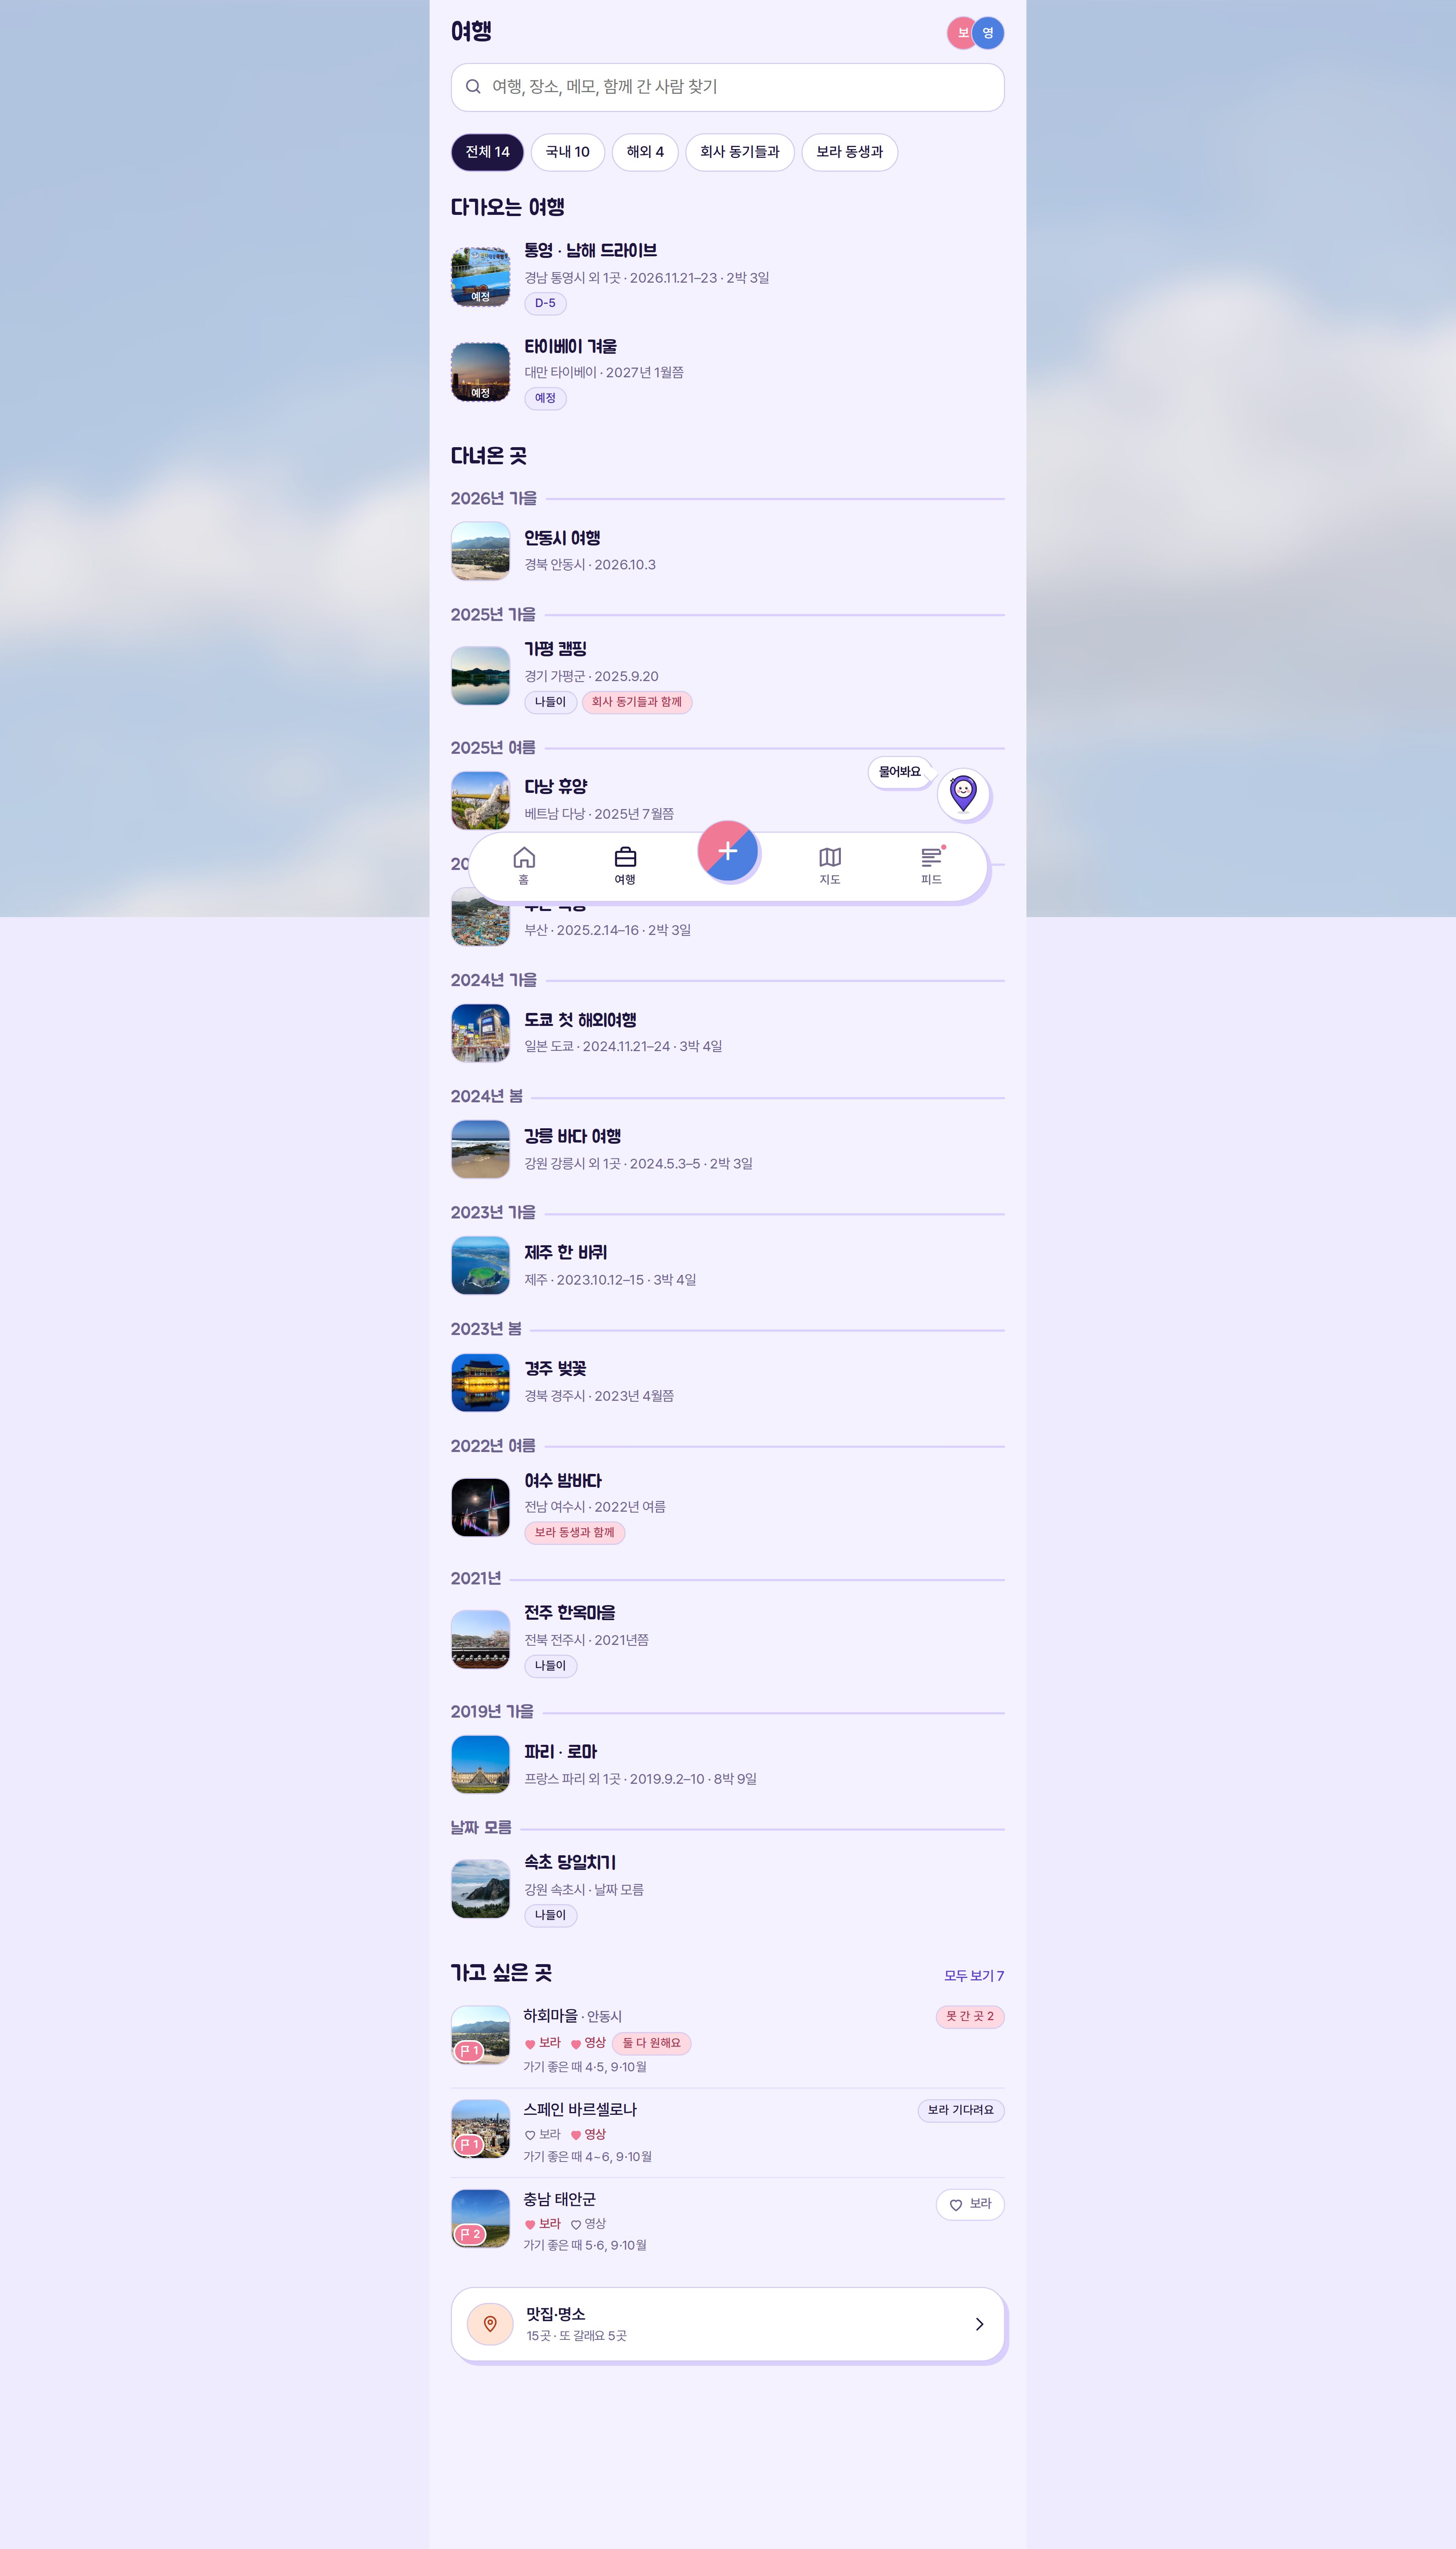 여행
보 영
여행, 장소, 메모, 함께 간 사람 찾기
전체 14 국내 10 해외 4 회사 동기들과 보라 동생과
다가오는 여행
통영 · 남해 드라이브
경남 통영시 외 1곳 · 2026.11.21–23 · 2박 3일
예정
D-5
타이베이 겨울
대만 타이베이 · 2027년 1월쯤
예정
예정
다녀온 곳
2026년 가을
안동시 여행
경북 안동시 · 2026.10.3
2025년 가을
가평 캠핑
경기 가평군 · 2025.9.20
나들이 회사 동기들과 함께
2025년 여름
물어봐요
다낭 휴양
베트남 다낭 · 2025년 7월쯤
홈 여행 지도 피드
부산 · 2025.2.14–16 · 2박 3일
2024년 가을
도쿄 첫 해외여행
일본 도쿄 · 2024.11.21–24 · 3박 4일
2024년 봄
강릉 바다 여행
강원 강릉시 외 1곳 · 2024.5.3–5 · 2박 3일
2023년 가을
제주 한 바퀴
제주 · 2023.10.12–15 · 3박 4일
2023년 봄
경주 벚꽃
경북 경주시 · 2023년 4월쯤
2022년 여름
여수 밤바다
전남 여수시 · 2022년 여름
보라 동생과 함께
2021년
전주 한옥마을
전북 전주시 · 2021년쯤
나들이
2019년 가을
파리 · 로마
프랑스 파리 외 1곳 · 2019.9.2–10 · 8박 9일
날짜 모름
속초 당일치기
강원 속초시 · 날짜 모름
나들이
가고 싶은 곳 모두 보기 7
하회마을 · 안동시 못 간 곳 2
1 보라 영상 둘 다 원해요
가기 좋은 때 4·5, 9·10월
스페인 바르셀로나 보라 기다려요
1 보라 영상
가기 좋은 때 4~6, 9·10월
충남 태안군 보라
2 보라 영상
가기 좋은 때 5·6, 9·10월
맛집·명소
15곳 · 또 갈래요 5곳